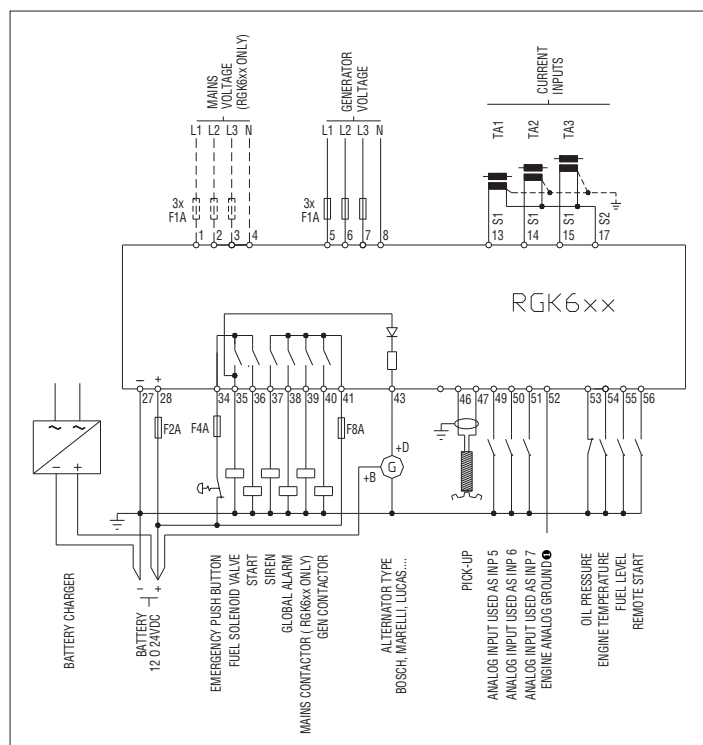 MAINS
VOLTAGE
(RGK6xx ONLY)
L1 L2 L3 N
3x
F1A
1 2 3 4
GENERATOR
VOLTAGE
L1 L2 L3 N
3x
F1A
5 6 7 8
CURRENT
INPUTS
TA1 TA2 TA3
S1 S1 S1 S2
13 14 15 17
RGK6xx
– +
27 28 34 35 36 37 38 39 40 41 43 46 47 49 50 51 52 53 54 55 56
F2A F4A F8A
~ ~
– +
+D
+B
G
BATTERY CHARGER
– +
BATTERY
12 O 24VDC
EMERGENCY PUSH BUTTON
FUEL SOLENOID VALVE
START
SIREN
GLOBAL ALARM
MAINS CONTACTOR ( RGK6xx ONLY)
GEN CONTACTOR
ALTERNATOR TYPE
BOSCH, MARELLI, LUCAS....
PICK-UP
ANALOG INPUT USED AS INP 5
ANALOG INPUT USED AS INP 6
ANALOG INPUT USED AS INP 7
ENGINE ANALOG GROUND❶
OIL PRESSURE
ENGINE TEMPERATURE
FUEL LEVEL
REMOTE START